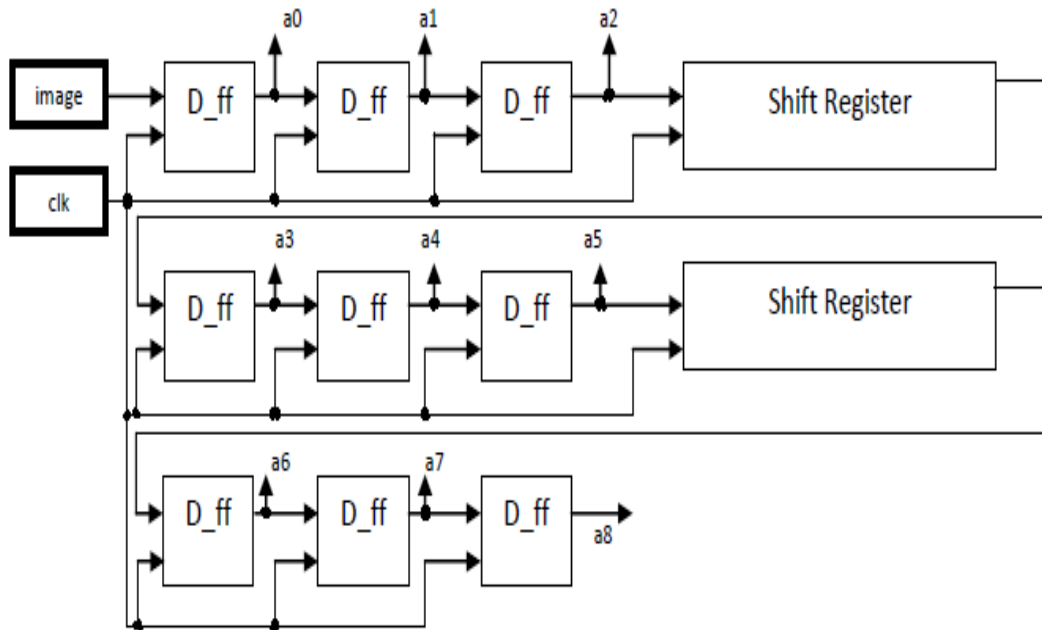 a0 a1 a2
image D_ff D_ff D_ff Shift Register
clk
a3 a4 a5
D_ff D_ff D_ff Shift Register
a6 a7
D_ff D_ff D_ff
a8